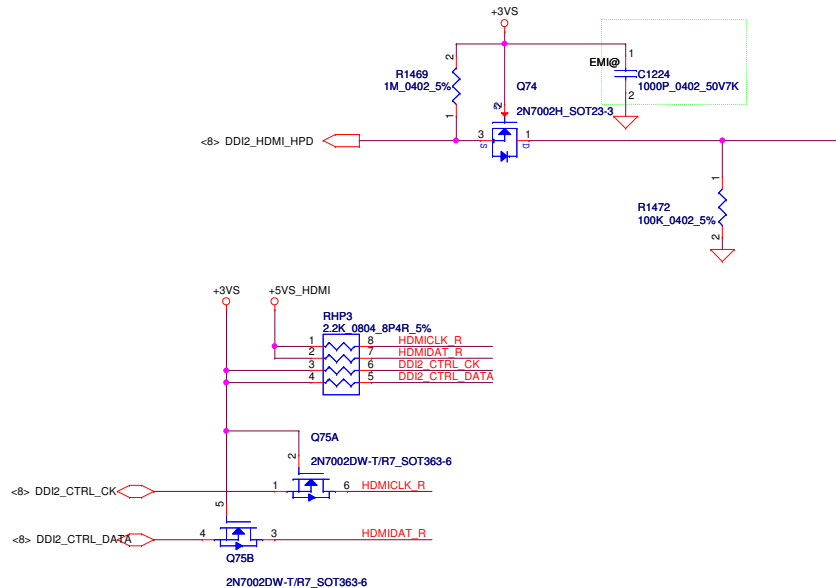 +3VS
2
R1469
1M_0402_5%
1
Q74
2
2N7002H_SOT23-3
EMI@
1
C1224
1000P_0402_50V7K
2
<8> DDI2_HDMI_HPD
3
S
1
D
1
R1472
100K_0402_5%
2
+3VS
+5VS_HDMI
RHP3
2.2K_0804_8P4R_5%
1 8 HDMICLK_R
2 7 HDMIDAT_R
3 6 DDI2_CTRL_CK
4 5 DDI2_CTRL_DATA
Q75A
2
2N7002DW-T/R7_SOT363-6
<8> DDI2_CTRL_CK 1 6 HDMICLK_R
5
<8> DDI2_CTRL_DATA 4 3 HDMIDAT_R
Q75B
2N7002DW-T/R7_SOT363-6